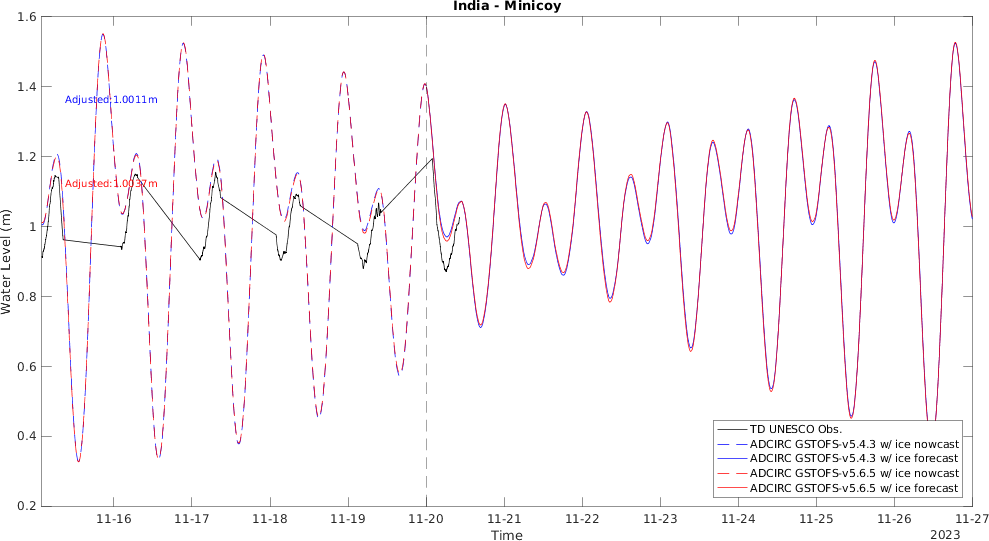 India - Minicoy
1.6
1.4
1.2
1
0.8
0.6
0.4
0.2
Water Level (m)
Adjusted:1.0011m
Adjusted:1.0037m
TD UNESCO Obs.
ADCIRC GSTOFS-v5.4.3 w/ ice nowcast
ADCIRC GSTOFS-v5.4.3 w/ ice forecast
ADCIRC GSTOFS-v5.6.5 w/ ice nowcast
ADCIRC GSTOFS-v5.6.5 w/ ice forecast
11-16 11-17 11-18 11-19 11-20 11-21 11-22 11-23 11-24 11-25 11-26 11-27
Time
2023